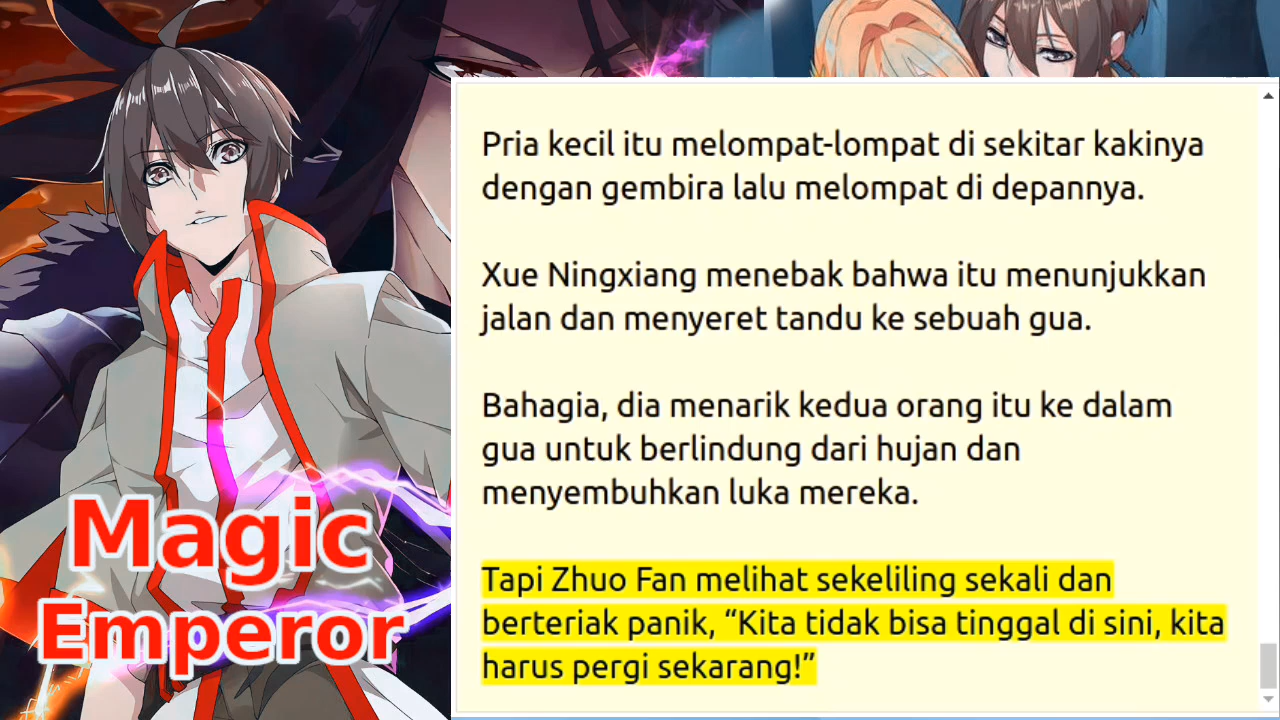 Magic
Emperor
Pria kecil itu melompat-lompat di sekitar kakinya
dengan gembira lalu melompat di depannya.
Xue Ningxiang menebak bahwa itu menunjukkan
jalan dan menyeret tandu ke sebuah gua.
Bahagia, dia menarik kedua orang itu ke dalam
gua untuk berlindung dari hujan dan
menyembuhkan luka mereka.
Tapi Zhuo Fan melihat sekeliling sekali dan
berteriak panik, “Kita tidak bisa tinggal di sini, kita
harus pergi sekarang!”